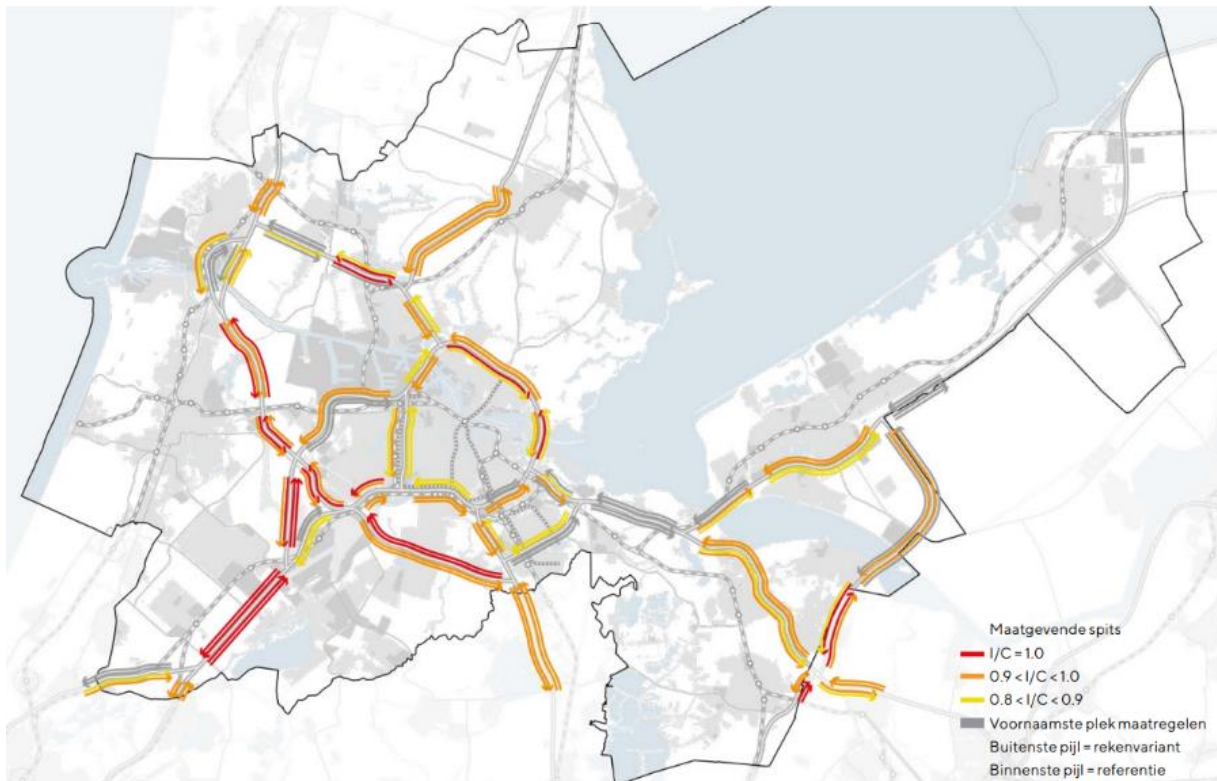 Maatgevende spits
I/C = 1.0
0.9 < I/C < 1.0
0.8 < I/C < 0.9
Voornaamste plek maatregelen
Buitenste pijl = rekenvariant
Binnenste pijl = referentie